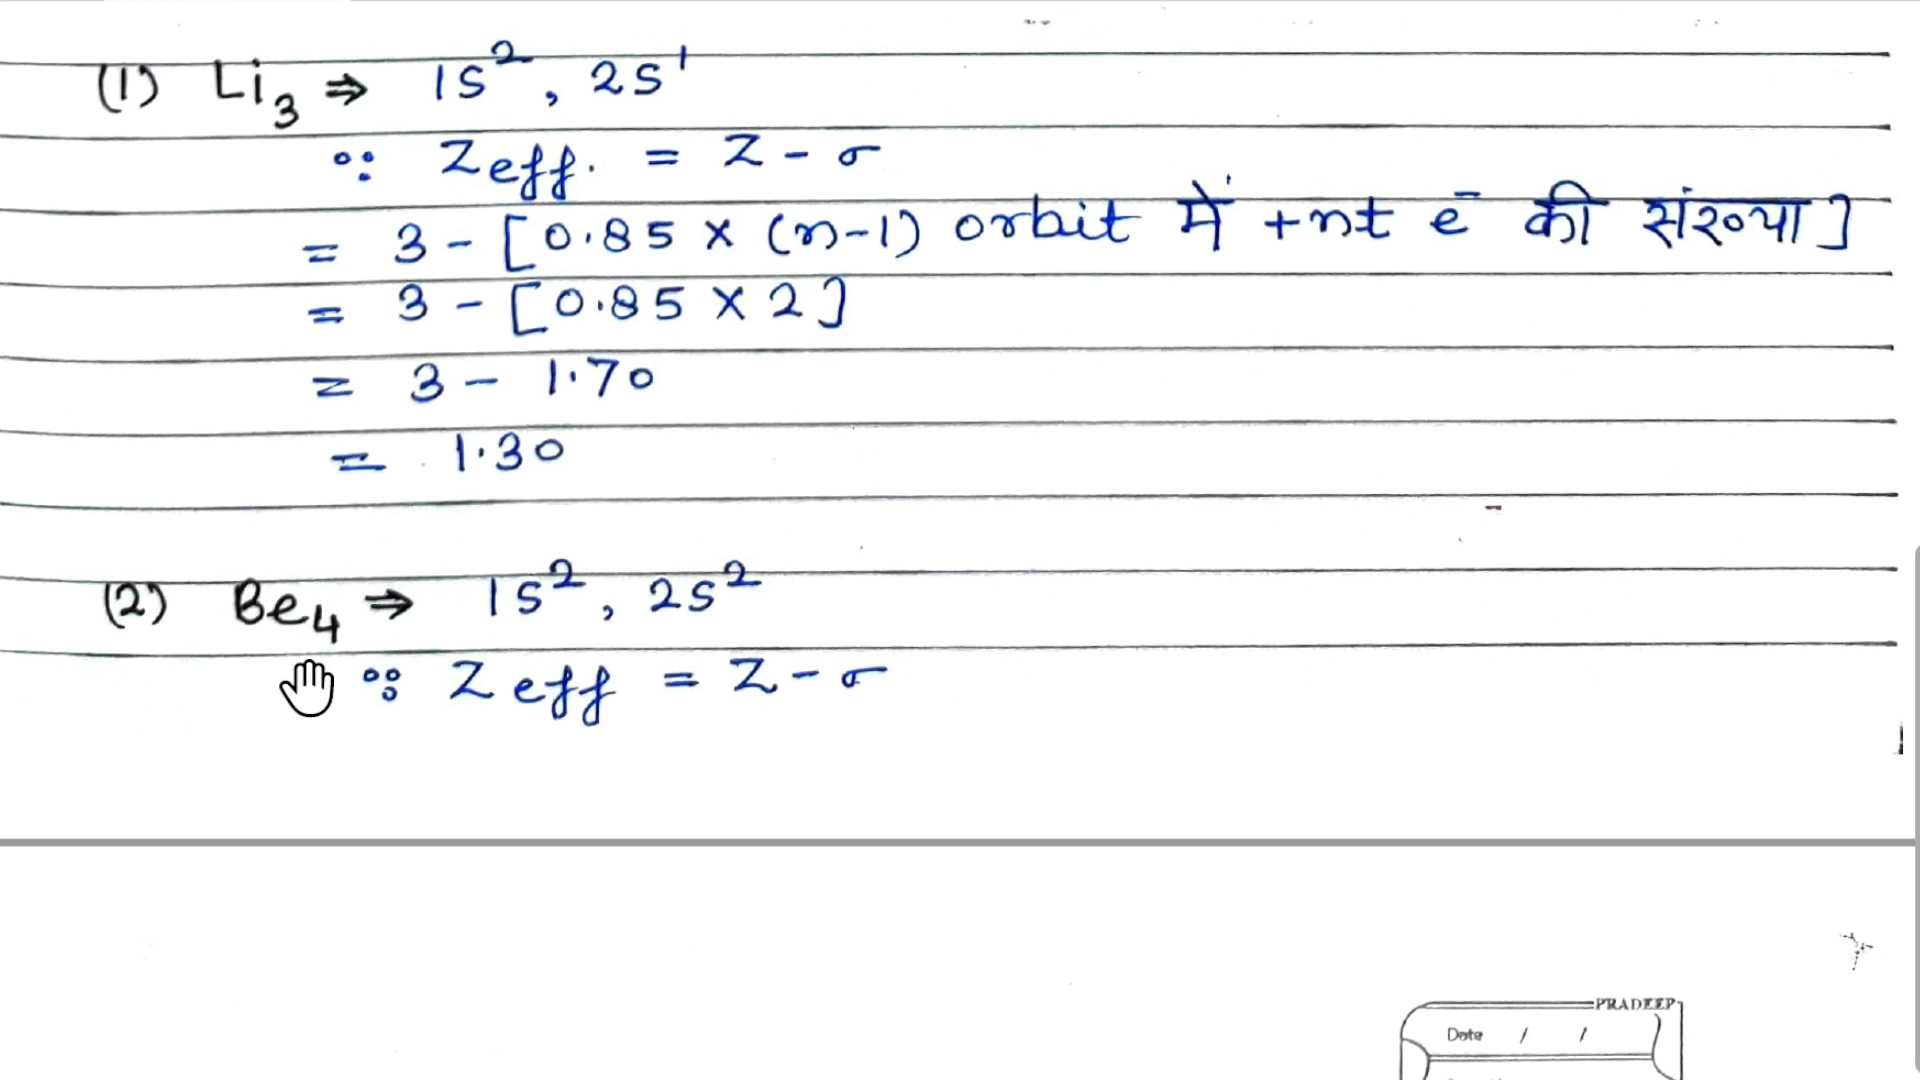 (1) Li₃ ⇒ 1s², 2s¹
∵ Zeff. = Z - σ
= 3 - [0.85 × (n-1) orbit में +nt e⁻ की संख्या]
= 3 - [0.85 × 2]
= 3 - 1.70
= 1.30
(2) Be₄ ⇒ 1s², 2s²
∵ Zeff = Z - σ
PRADEEP
Date / /